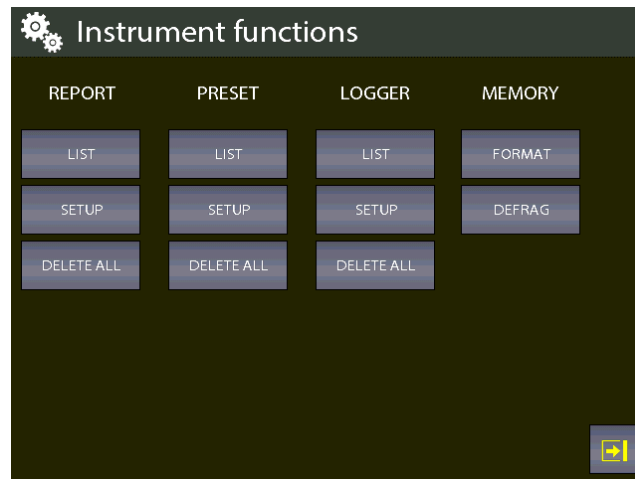 Instrument functions
REPORT PRESET LOGGER MEMORY
LIST LIST LIST FORMAT
SETUP SETUP SETUP DEFRAG
DELETE ALL DELETE ALL DELETE ALL